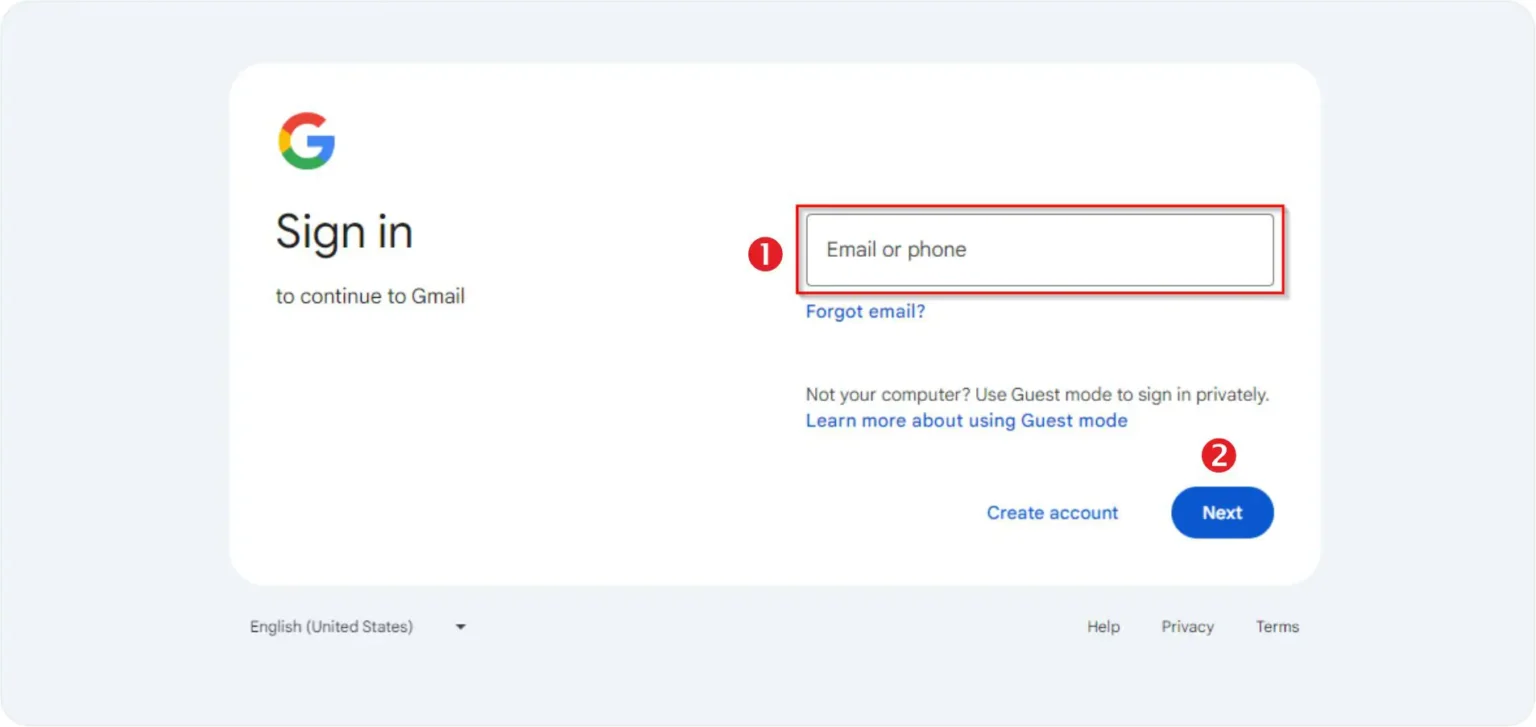 Sign in
to continue to Gmail
1
Email or phone
Forgot email?
Not your computer? Use Guest mode to sign in privately.
Learn more about using Guest mode
2
Create account
Next
English (United States)
Help
Privacy
Terms